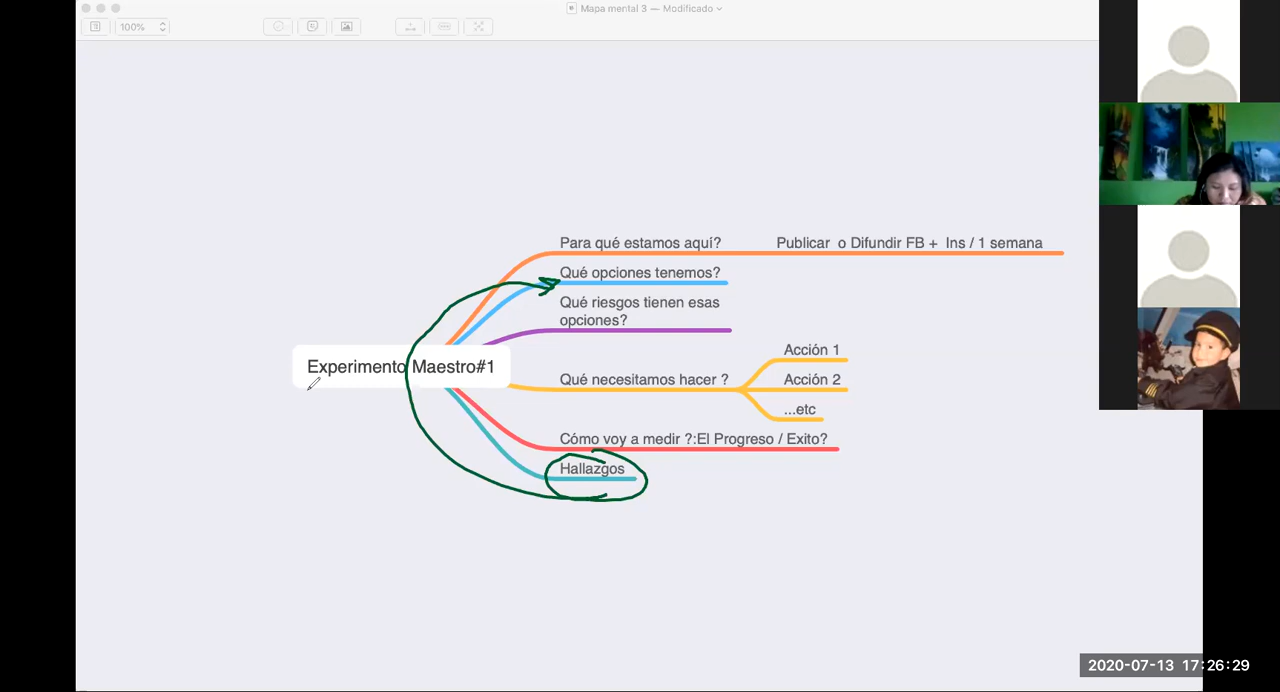 Mapa mental 3 — Modificado
100%
Para qué estamos aquí?
Publicar o Difundir FB + Ins / 1 semana
Qué opciones tenemos?
Qué riesgos tienen esas
opciones?
Experimento Maestro#1
Qué necesitamos hacer ?
Acción 1
Acción 2
...etc
Cómo voy a medir ?:El Progreso / Exito?
Hallazgos
2020-07-13 17:26:29